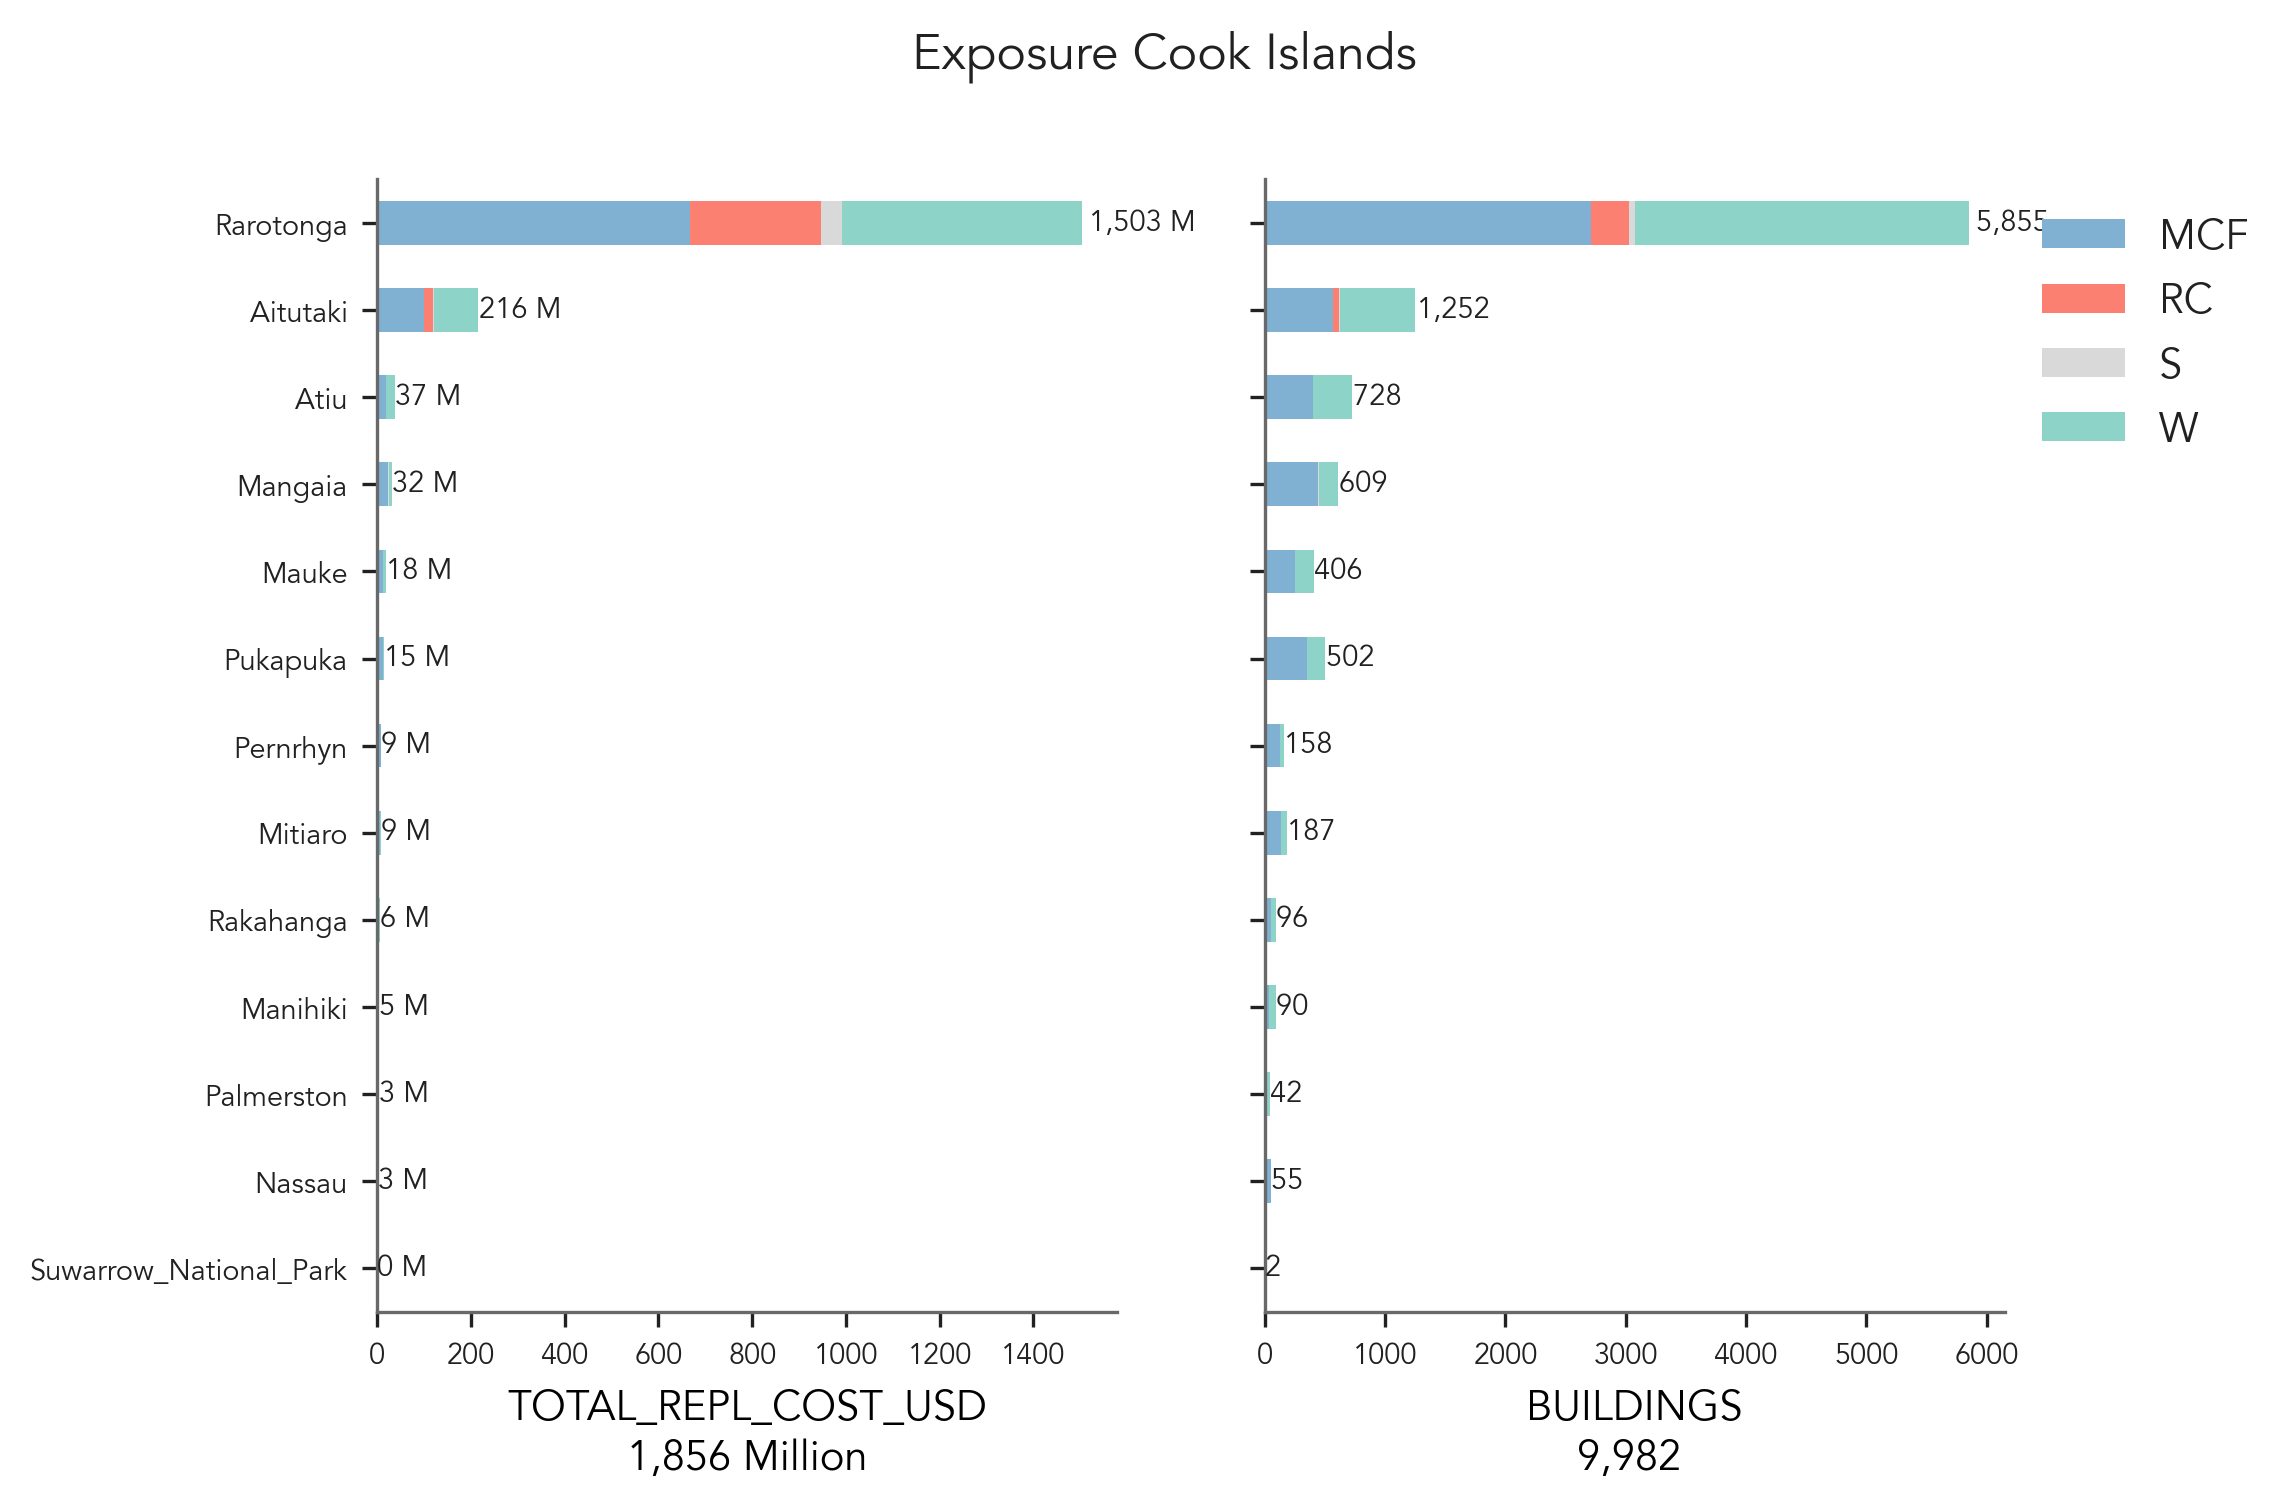 Exposure Cook Islands
Rarotonga
Aitutaki
Atiu
Mangaia
Mauke
Pukapuka
Pernrhyn
Mitiaro
Rakahanga
Manihiki
Palmerston
Nassau
Suwarrow_National_Park
1,503 M
216 M
37 M
32 M
18 M
15 M
9 M
9 M
6 M
5 M
3 M
3 M
0 M
0 200 400 600 800 1000 1200 1400
TOTAL_REPL_COST_USD
1,856 Million
5,855
1,252
728
609
406
502
158
187
96
90
42
55
2
0 1000 2000 3000 4000 5000 6000
BUILDINGS
9,982
MCF
RC
S
W